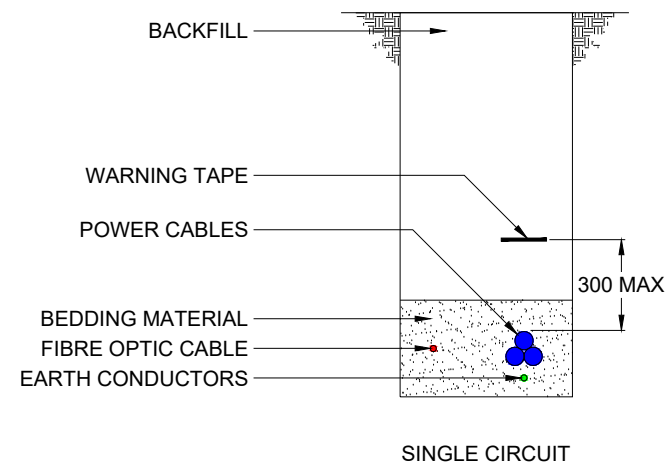 BACKFILL
WARNING TAPE
POWER CABLES
300 MAX
BEDDING MATERIAL
FIBRE OPTIC CABLE
EARTH CONDUCTORS
SINGLE CIRCUIT